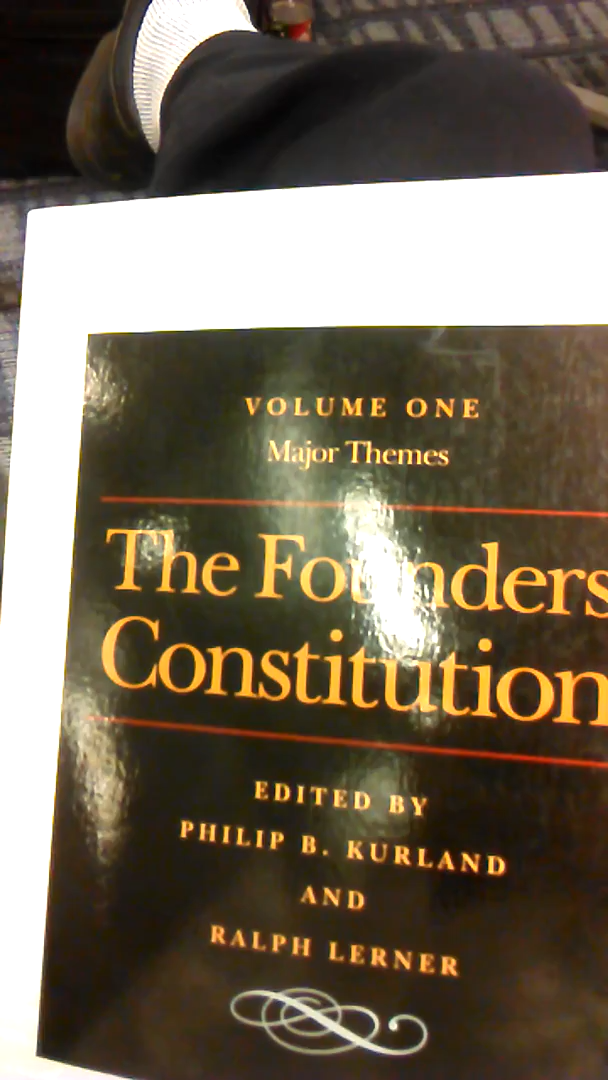 VOLUME ONE
Major Themes
The Founders
Constitution
EDITED BY
PHILIP B. KURLAND
AND
RALPH LERNER